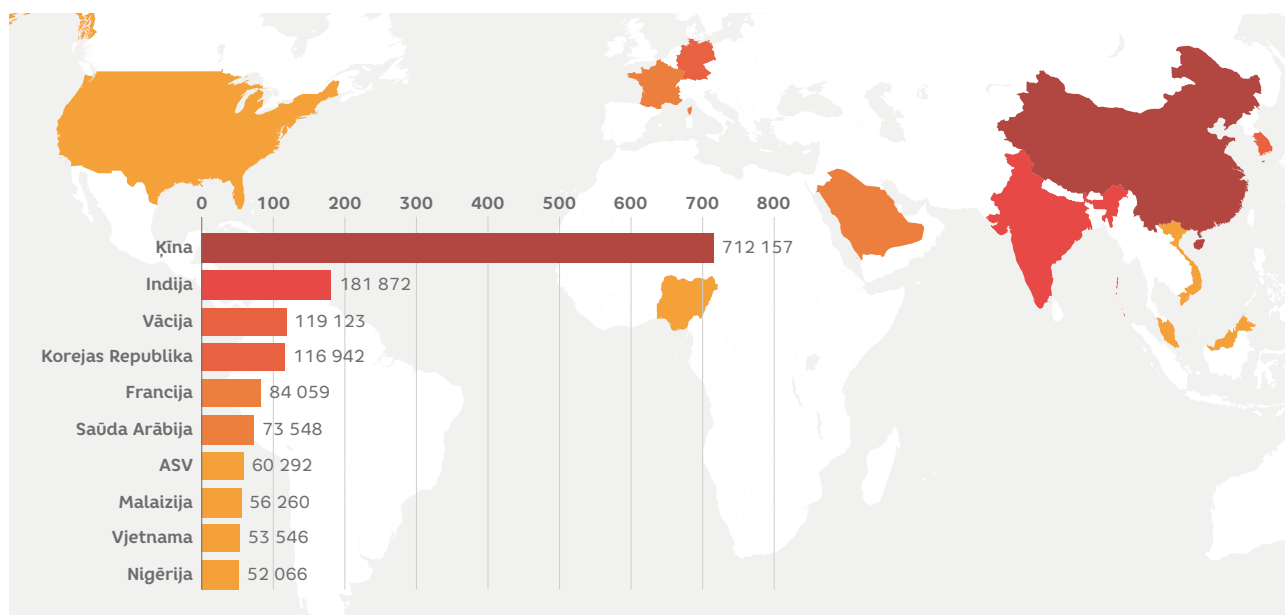 0 100 200 300 400 500 600 700 800
Ķīna 712 157
Indija 181 872
Vācija 119 123
Korejas Republika 116 942
Francija 84 059
Saūda Arābija 73 548
ASV 60 292
Malaizija 56 260
Vjetnama 53 546
Nigērija 52 066